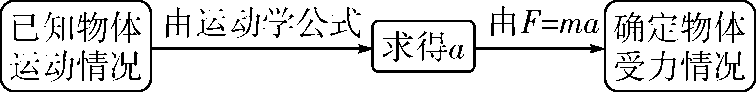 已知物体
运动情况
由运动学公式
求得a
由F=ma
确定物体
受力情况